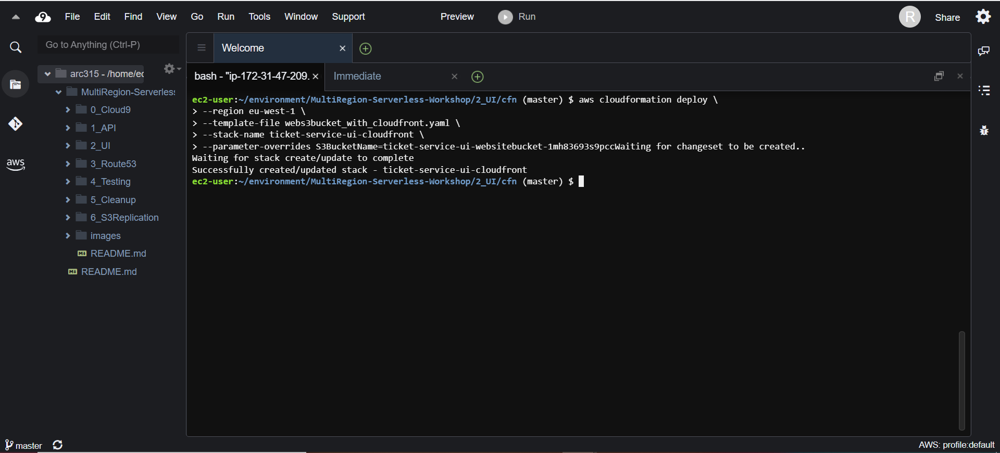 9 File Edit Find View Go Run Tools Window Support Preview Run R Share
Go to Anything (Ctrl-P)
Welcome
arc315 - /home/ec
bash - "ip-172-31-47-209. Immediate
MultiRegion-Serverless
0_Cloud9
1_API
2_UI
3_Route53
4_Testing
5_Cleanup
6_S3Replication
images
README.md
README.md
aws
ec2-user:~/environment/MultiRegion-Serverless-Workshop/2_UI/cfn (master) $ aws cloudformation deploy \
> --region eu-west-1 \
> --template-file webs3bucket_with_cloudfront.yaml \
> --stack-name ticket-service-ui-cloudfront \
> --parameter-overrides S3BucketName=ticket-service-ui-websitebucket-1mh83693s9pccWaiting for changeset to be created..
Waiting for stack create/update to complete
Successfully created/updated stack - ticket-service-ui-cloudfront
ec2-user:~/environment/MultiRegion-Serverless-Workshop/2_UI/cfn (master) $
master
AWS: profile:default